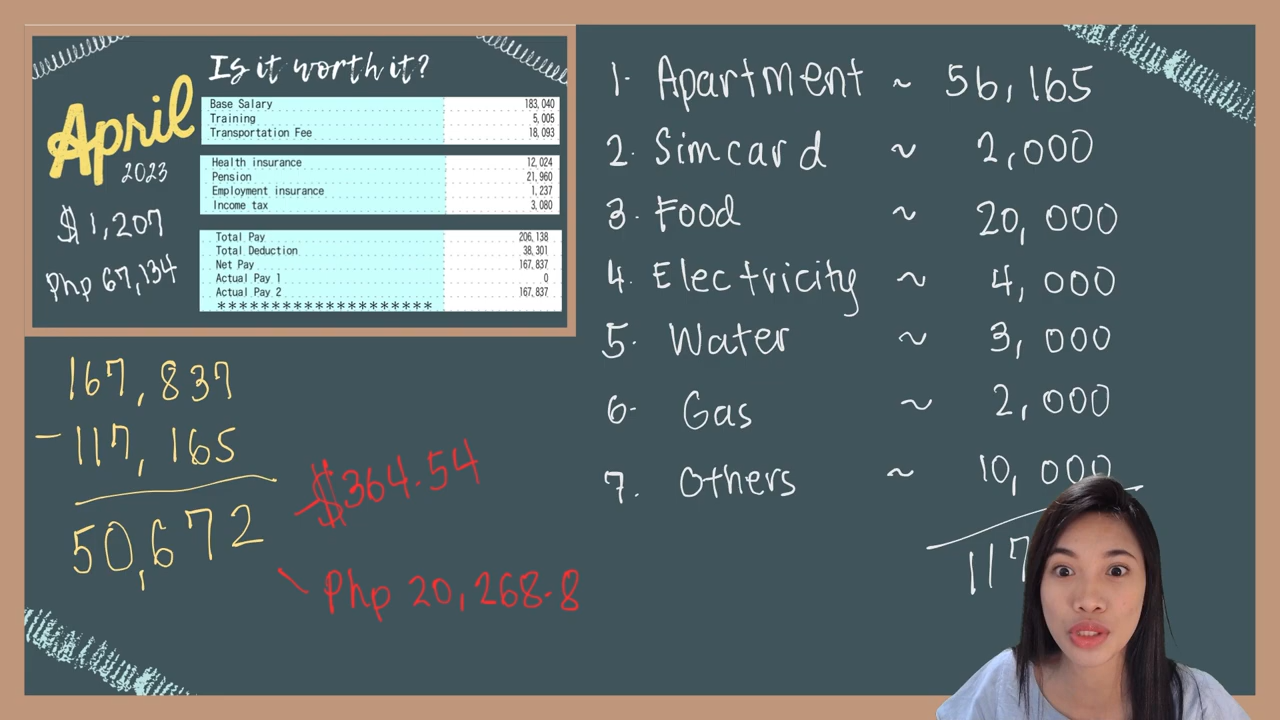 Is it worth it?
April
2023
$ 1,207
Php 67,134
Base Salary 183,040
Training 5,005
Transportation Fee 18,093
Health insurance 12,024
Pension 21,960
Employment insurance 1,237
Income tax 3,080
Total Pay 206,138
Total Deduction 38,301
Net Pay 167,837
Actual Pay 1 0
Actual Pay 2 167,837
********************
167,837
- 117,165
50,672
$364.54
Php 20,268.8
1. Apartment ~ 56,165
2. Simcard ~ 2,000
3. Food ~ 20,000
4. Electricity ~ 4,000
5. Water ~ 3,000
6- Gas ~ 2,000
7. Others ~ 10,000
117